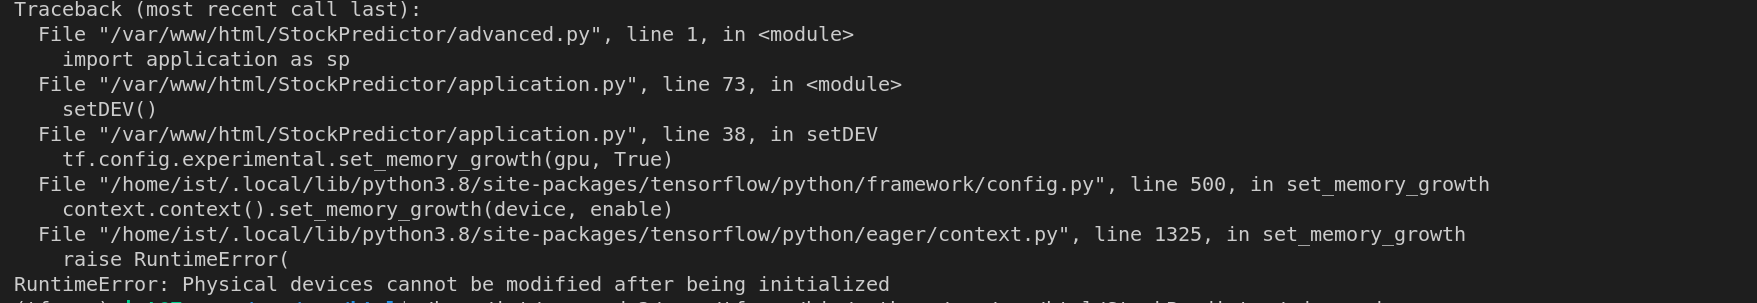 Traceback (most recent call last):
File "/var/www/html/StockPredictor/advanced.py", line 1, in <module>
import application as sp
File "/var/www/html/StockPredictor/application.py", line 73, in <module>
setDEV()
File "/var/www/html/StockPredictor/application.py", line 38, in setDEV
tf.config.experimental.set_memory_growth(gpu, True)
File "/home/ist/.local/lib/python3.8/site-packages/tensorflow/python/framework/config.py", line 500, in set_memory_growth
context.context().set_memory_growth(device, enable)
File "/home/ist/.local/lib/python3.8/site-packages/tensorflow/python/eager/context.py", line 1325, in set_memory_growth
raise RuntimeError(
RuntimeError: Physical devices cannot be modified after being initialized